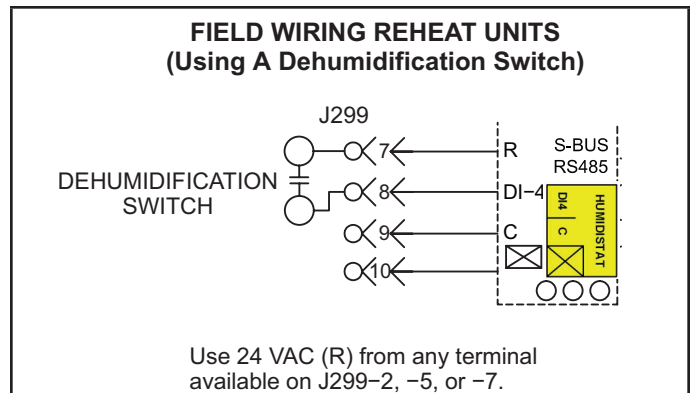 FIELD WIRING REHEAT UNITS
(Using A Dehumidification Switch)
J299
DEHUMIDIFICATION
SWITCH
7
8
9
10
R
DI−4
C
S-BUS
RS485
DI4
C
HUMIDISTAT
Use 24 VAC (R) from any terminal
available on J299−2, −5, or −7.